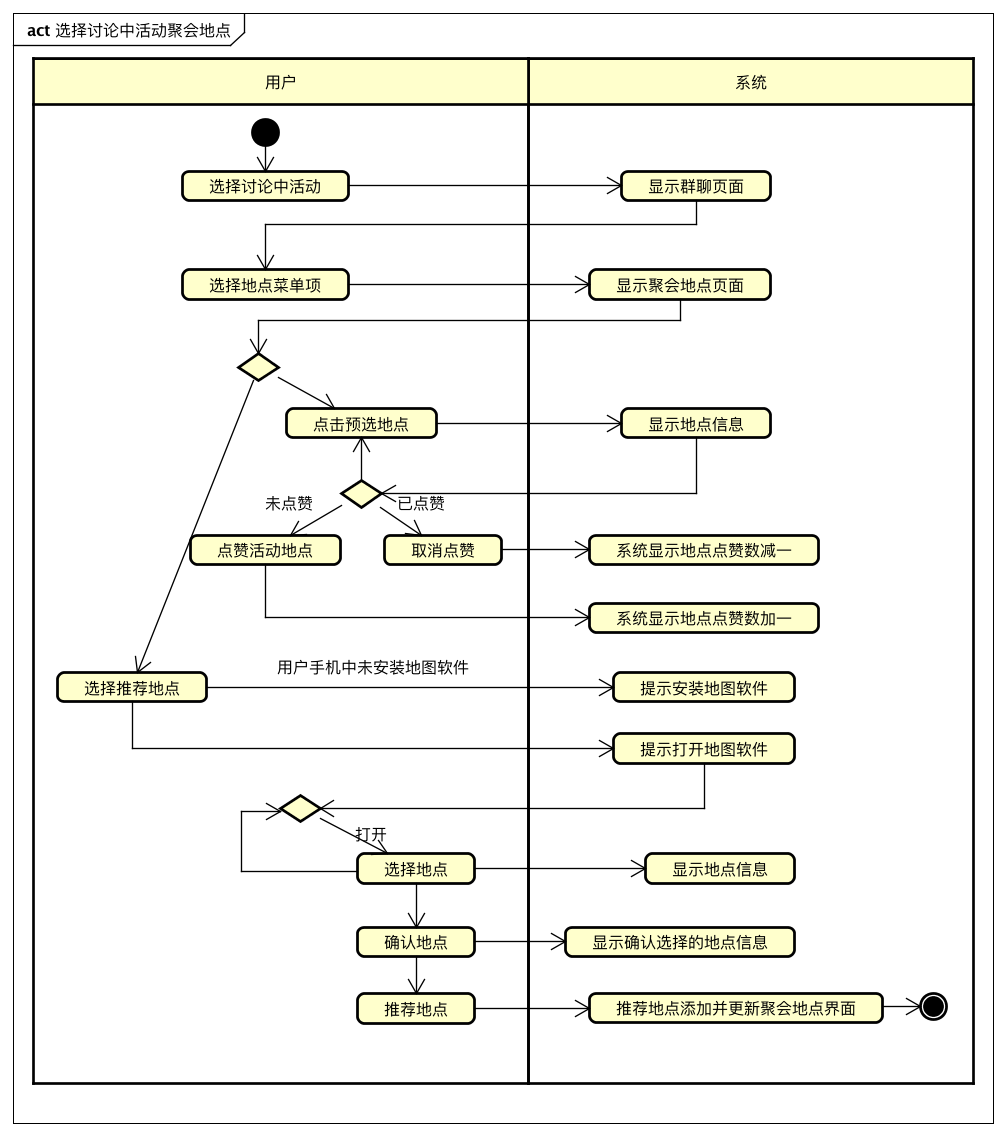 act 选择讨论中活动聚会地点
用户
系统
选择讨论中活动
显示群聊页面
选择地点菜单项
显示聚会地点页面
点击预选地点
显示地点信息
未点赞
已点赞
点赞活动地点
取消点赞
系统显示地点点赞数减一
系统显示地点点赞数加一
用户手机中未安装地图软件
选择推荐地点
提示安装地图软件
提示打开地图软件
打开
选择地点
显示地点信息
确认地点
显示确认选择的地点信息
推荐地点
推荐地点添加并更新聚会地点界面